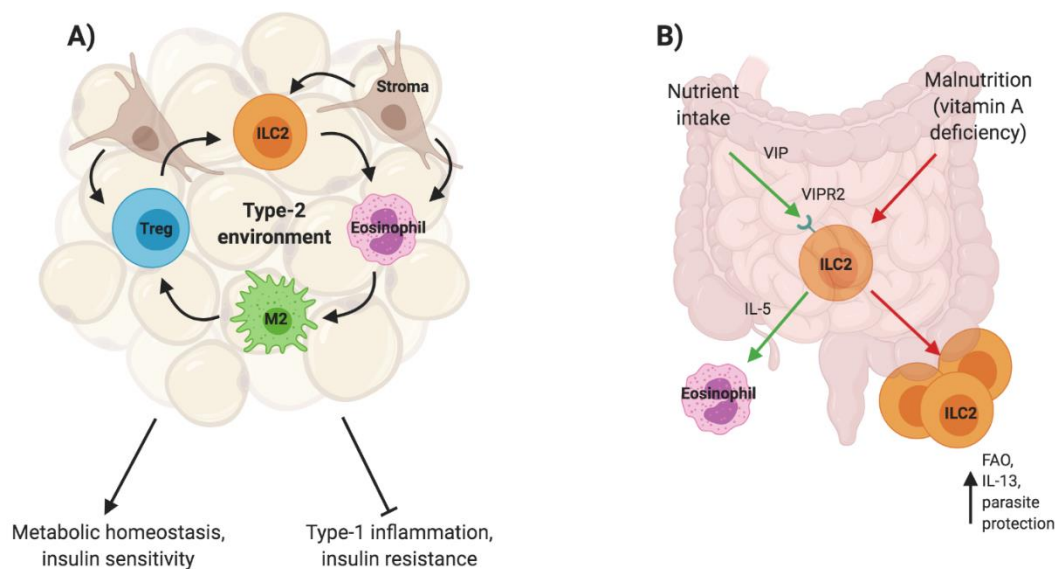 A)
Stroma
ILC2
Treg
Type-2
environment
Eosinophil
M2
Metabolic homeostasis,
insulin sensitivity
Type-1 inflammation,
insulin resistance
B)
Nutrient
intake
Malnutrition
(vitamin A
deficiency)
VIP
VIPR2
ILC2
IL-5
Eosinophil
ILC2
FAO,
IL-13,
parasite
protection